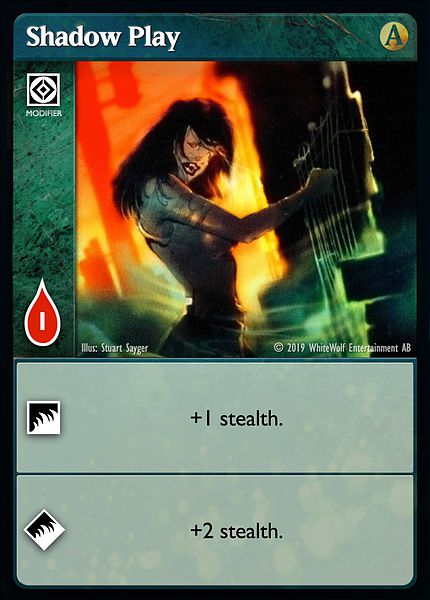 Shadow Play
A
MODIFIER
1
Illus: Stuart Sayger
© 2019 WhiteWolf Entertainment AB
+1 stealth.
+2 stealth.